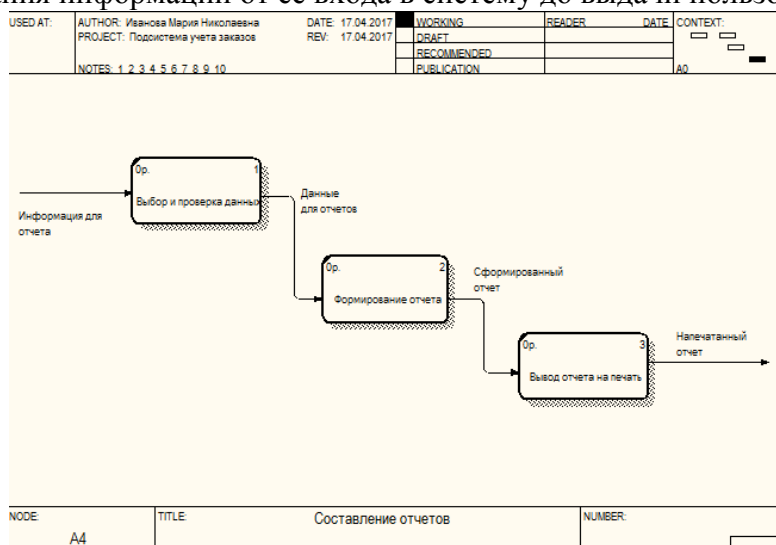 ния информации от ее входа в систему до выдачи пользо
USED AT:
AUTHOR: Иванова Мария Николаевна
DATE: 17.04.2017
PROJECT: Подсистема учета заказов
REV: 17.04.2017
NOTES: 1 2 3 4 5 6 7 8 9 10
WORKING
DRAFT
RECOMMENDED
PUBLICATION
READER
DATE
CONTEXT:
A0
Информация для
отчета
0р.
1
Выбор и проверка данных
Данные
для отчетов
0р.
2
Формирование отчета
Сформированный
отчет
0р.
3
Вывод отчета на печать
Напечатанный
отчет
NODE:
A4
TITLE:
Составление отчетов
NUMBER: